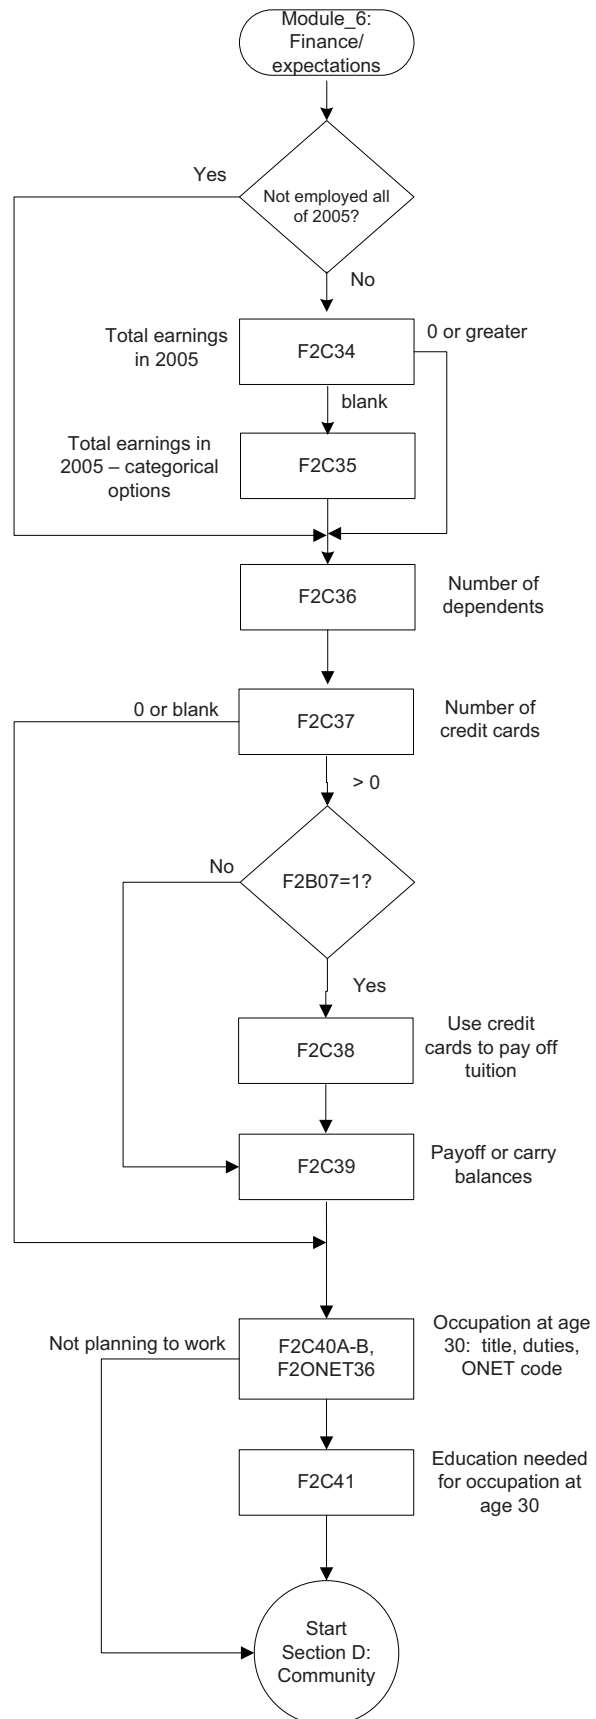 Module_6:
Finance/
expectations
Yes
Not employed all
of 2005?
No
Total earnings
in 2005
F2C34
0 or greater
blank
Total earnings in
2005 – categorical
options
F2C35
F2C36
Number of
dependents
0 or blank
F2C37
Number of
credit cards
> 0
No
F2B07=1?
Yes
F2C38
Use credit
cards to pay off
tuition
F2C39
Payoff or carry
balances
Not planning to work
F2C40A-B,
F2ONET36
Occupation at age
30: title, duties,
ONET code
F2C41
Education needed
for occupation at
age 30
Start
Section D:
Community